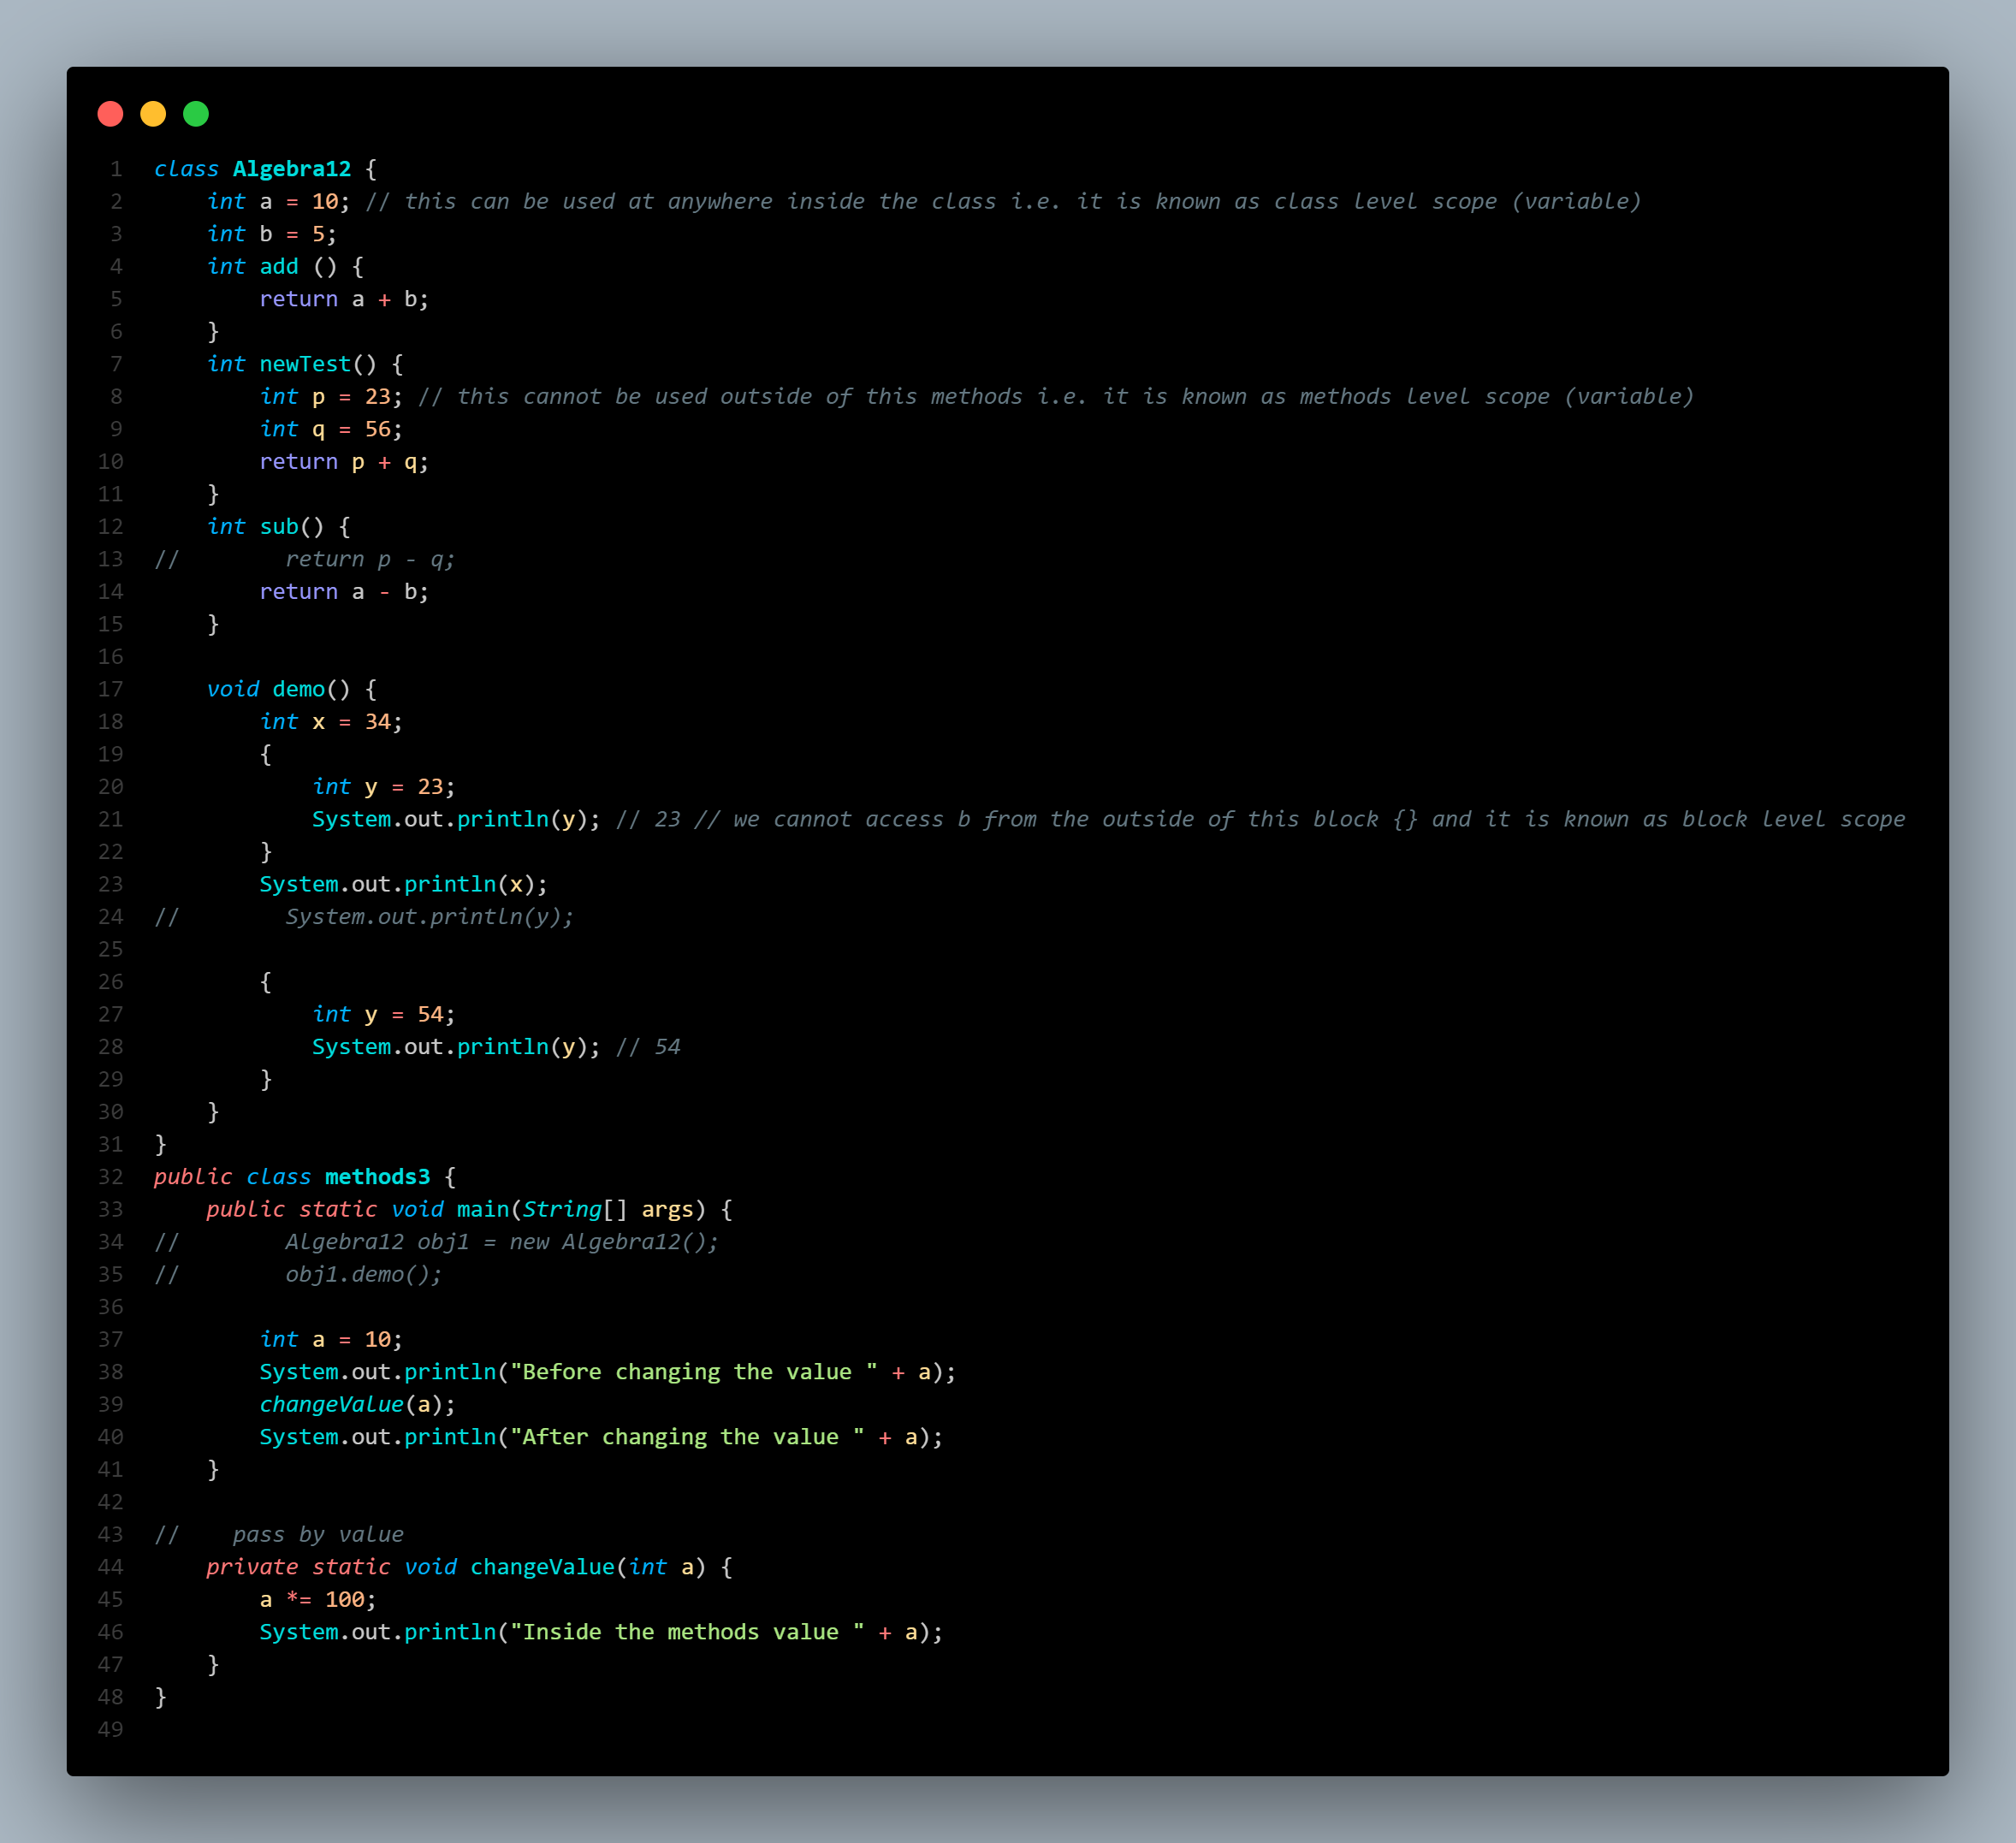 1 class Algebra12 {
2     int a = 10; // this can be used at anywhere inside the class i.e. it is known as class level scope (variable)
3     int b = 5;
4     int add () {
5         return a + b;
6     }
7     int newTest() {
8         int p = 23; // this cannot be used outside of this methods i.e. it is known as methods level scope (variable)
9         int q = 56;
10         return p + q;
11     }
12     int sub() {
13 //        return p - q;
14         return a - b;
15     }
16
17     void demo() {
18         int x = 34;
19         {
20             int y = 23;
21             System.out.println(y); // 23 // we cannot access b from the outside of this block {} and it is known as block level scope
22         }
23         System.out.println(x);
24 //        System.out.println(y);
25
26         {
27             int y = 54;
28             System.out.println(y); // 54
29         }
30     }
31 }
32 public class methods3 {
33     public static void main(String[] args) {
34 //        Algebra12 obj1 = new Algebra12();
35 //        obj1.demo();
36
37         int a = 10;
38         System.out.println("Before changing the value " + a);
39         changeValue(a);
40         System.out.println("After changing the value " + a);
41     }
42
43 //    pass by value
44     private static void changeValue(int a) {
45         a *= 100;
46         System.out.println("Inside the methods value " + a);
47     }
48 }
49